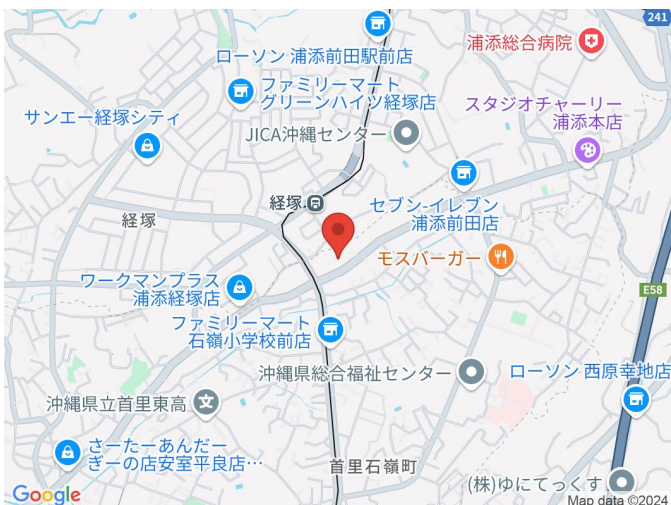 241
浦添総合病院
ローソン 浦添前田駅前店
ファミリーマート
グリーンハイツ経塚店
スタジオチャーリー
浦添本店
サンエー経塚シティ
JICA沖縄センター
経塚
セブン-イレブン
浦添前田店
経塚
モスバーガー
ワークマンプラス
浦添経塚店
E58
ファミリーマート
石嶺小学校前店
沖縄県総合福祉センター
ローソン 西原幸地店
沖縄県立首里東高
文
さーたーあんだー
ぎーの店安室平良店…
首里石嶺町
(株)ゆにてっくす
Google
Map data ©2024